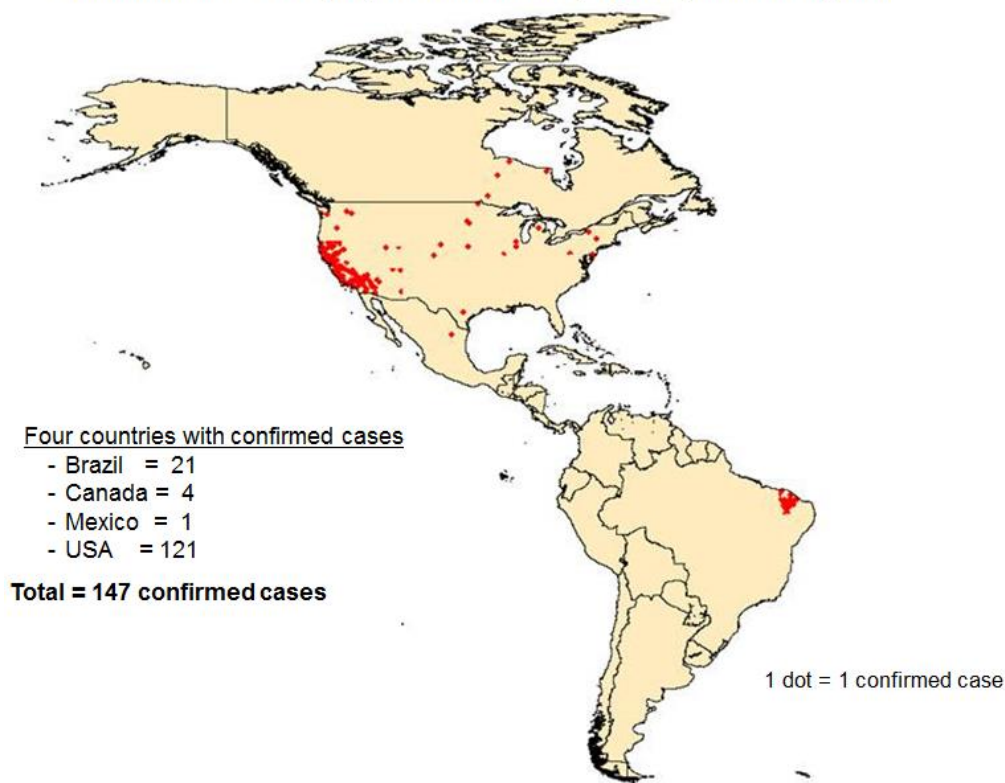 Four countries with confirmed cases
- Brazil = 21
- Canada = 4
- Mexico = 1
- USA = 121
Total = 147 confirmed cases
1 dot = 1 confirmed case